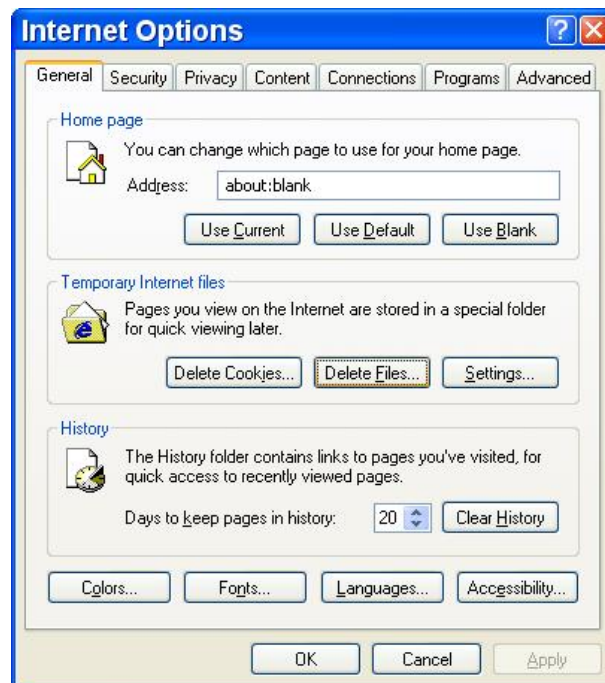 Internet Options
General Security Privacy Content Connections Programs Advanced
Home page
You can change which page to use for your home page.
Address: about:blank
Use Current Use Default Use Blank
Temporary Internet files
Pages you view on the Internet are stored in a special folder
for quick viewing later.
Delete Cookies... Delete Files... Settings...
History
The History folder contains links to pages you've visited, for
quick access to recently viewed pages.
Days to keep pages in history: 20 Clear History
Colors... Fonts... Languages... Accessibility...
OK Cancel Apply